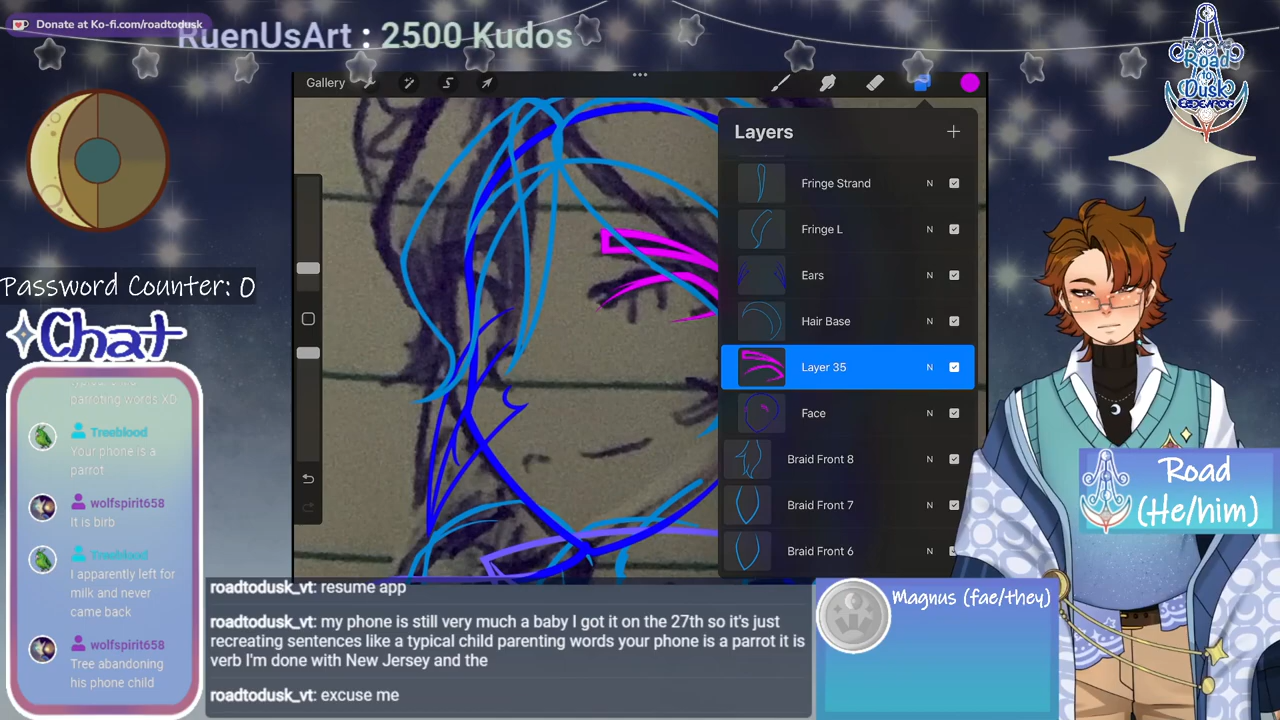 Donate at Ko-fi.com/roadtodusk
RuenUsArt : 2500 Kudos
Road
to
Dusk
Gallery
Layers
Fringe Strand
N
Fringe L
N
Ears
N
Hair Base
N
Layer 35
N
Face
N
Braid Front 8
N
Braid Front 7
N
Braid Front 6
N
Password Counter: 0
Chat
parroting words XD
Treeblood
Your phone is a
parrot
wolfspirit658
It is birb
Treeblood
I apparently left for
milk and never
came back
wolfspirit658
Tree abandoning
his phone child
roadtodusk_vt: resume app
roadtodusk_vt: my phone is still very much a baby I got it on the 27th so it's just
recreating sentences like a typical child parenting words your phone is a parrot it is
verb I'm done with New Jersey and the
roadtodusk_vt: excuse me
Magnus (fae/they)
Road
(He/him)